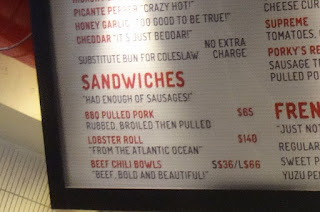 PICANTE PEPPER "CRAZY HOT!"
HONEY GARLIC "TOO GOOD TO BE TRUE!"
CHEDDAR "IT'S JUST BEDDAR!"
SUBSTITUTE BUN FOR COLESLAW NO EXTRA CHARGE
SANDWICHES
"HAD ENOUGH OF SAUSAGES!"
BBQ PULLED PORK $85
RUBBED, BROILED THEN PULLED
LOBSTER ROLL $140
"FROM THE ATLANTIC OCEAN"
BEEF CHILI BOWLS S$36/L$66
"BEEF, BOLD AND BEAUTIFUL!"
CHEESE CUR
SUPREME
TOMATOES,
PORKY'S RE
SAUSAGE TO
PULLED PO
FREN
"JUST NO
REGULAR
SWEET P
YUZU PE